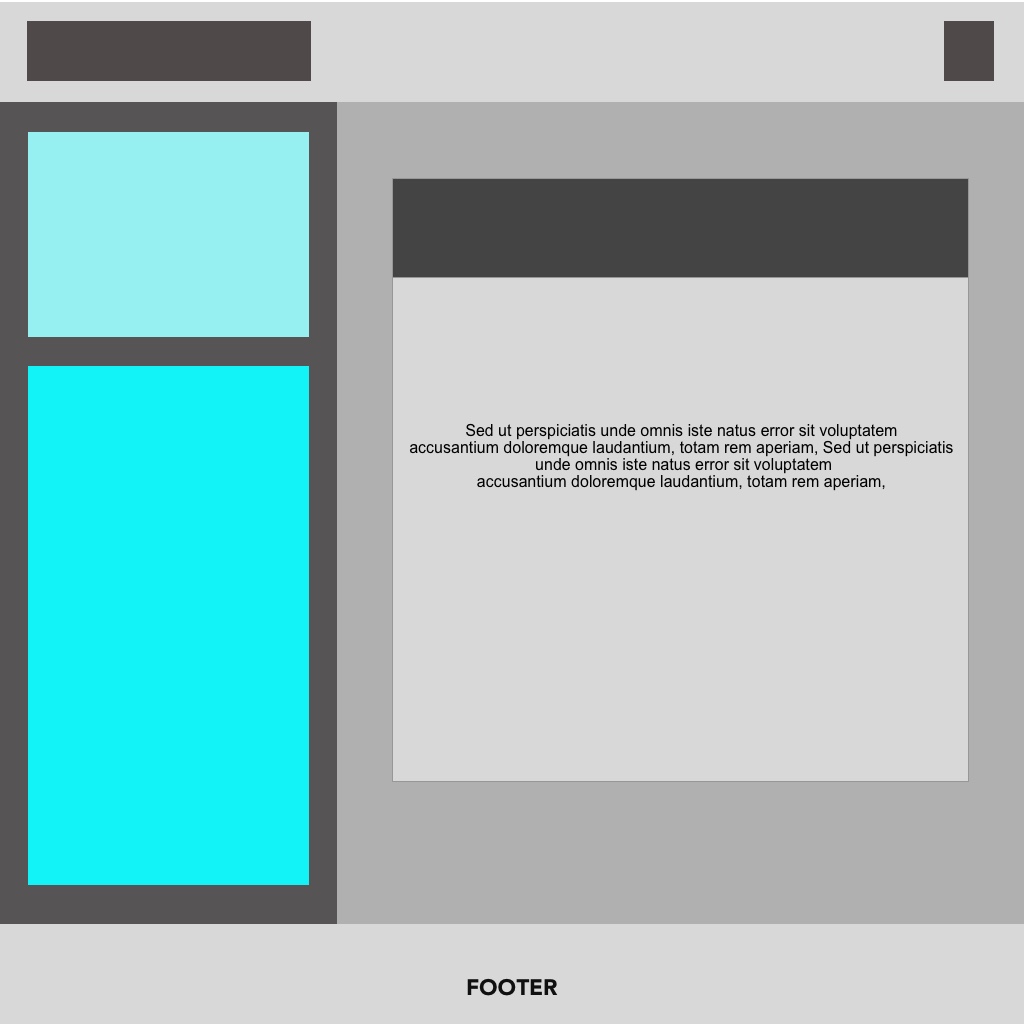 Sed ut perspiciatis unde omnis iste natus error sit voluptatem
accusantium doloremque laudantium, totam rem aperiam, Sed ut perspiciatis
unde omnis iste natus error sit voluptatem
accusantium doloremque laudantium, totam rem aperiam,
FOOTER